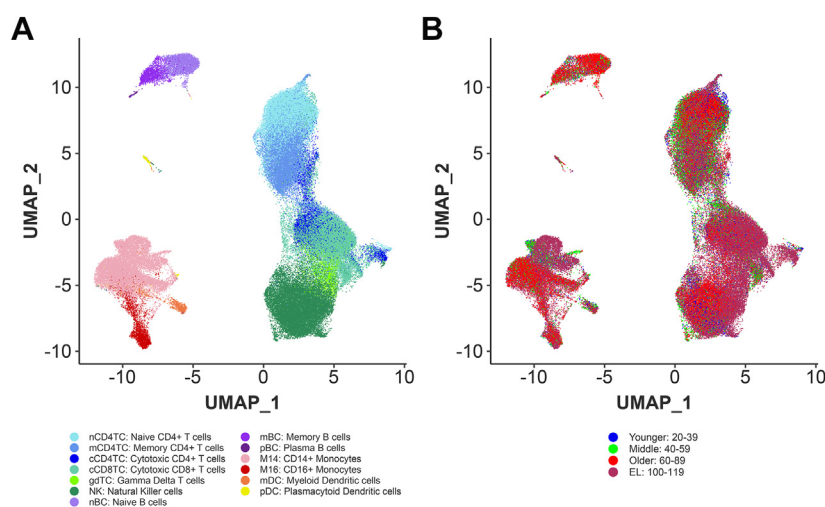 A
B
UMAP_2
10
5
0
-5
-10
-10
-5
0
5
10
UMAP_1
UMAP_2
10
5
0
-5
-10
-10
-5
0
5
10
UMAP_1
nCD4TC: Naive CD4+ T cells
mCD4TC: Memory CD4+ T cells
cCD4TC: Cytotoxic CD4+ T cells
cCD8TC: Cytotoxic CD8+ T cells
gdTC: Gamma Delta T cells
NK: Natural Killer cells
nBC: Naive B cells
mBC: Memory B cells
pBC: Plasma B cells
M14: CD14+ Monocytes
M16: CD16+ Monocytes
mDC: Myeloid Dendritic cells
pDC: Plasmacytoid Dendritic cells
Younger: 20-39
Middle: 40-59
Older: 60-89
EL: 100-119